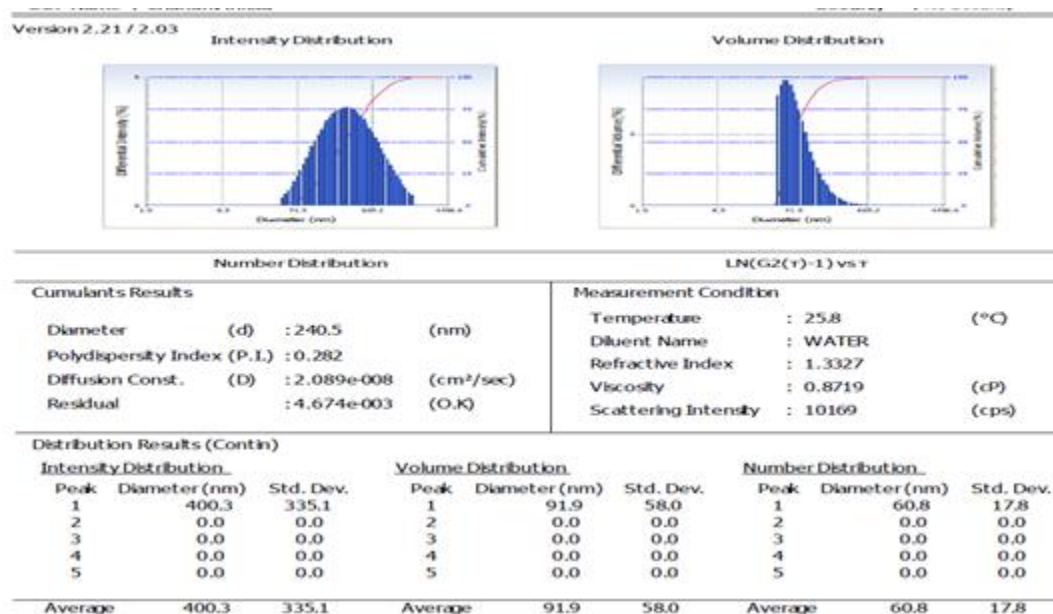 Version 2.21 / 2.03
Intensity Distribution
Volume Distribution
Differential Intensity (%)
Cumulative Intensity (%)
Diameter (nm)
Differential Volume (%)
Cumulative Volume (%)
Diameter (nm)
Number Distribution
LN(G2(τ)-1) vs τ
Cumulants Results
Diameter (d) : 240.5 (nm)
Polydispersity Index (P.I.) : 0.282
Diffusion Const. (D) : 2.089e-008 (cm²/sec)
Residual : 4.674e-003 (O.K)
Measurement Condition
Temperature : 25.8 (°C)
Diluent Name : WATER
Refractive Index : 1.3327
Viscosity : 0.8719 (cP)
Scattering Intensity : 10169 (cps)
Distribution Results (Contin)
Intensity Distribution Volume Distribution Number Distribution
Peak Diameter (nm) Std. Dev. Peak Diameter (nm) Std. Dev. Peak Diameter (nm) Std. Dev.
1 400.3 335.1 1 91.9 58.0 1 60.8 17.8
2 0.0 0.0 2 0.0 0.0 2 0.0 0.0
3 0.0 0.0 3 0.0 0.0 3 0.0 0.0
4 0.0 0.0 4 0.0 0.0 4 0.0 0.0
5 0.0 0.0 5 0.0 0.0 5 0.0 0.0
Average 400.3 335.1 Average 91.9 58.0 Average 60.8 17.8